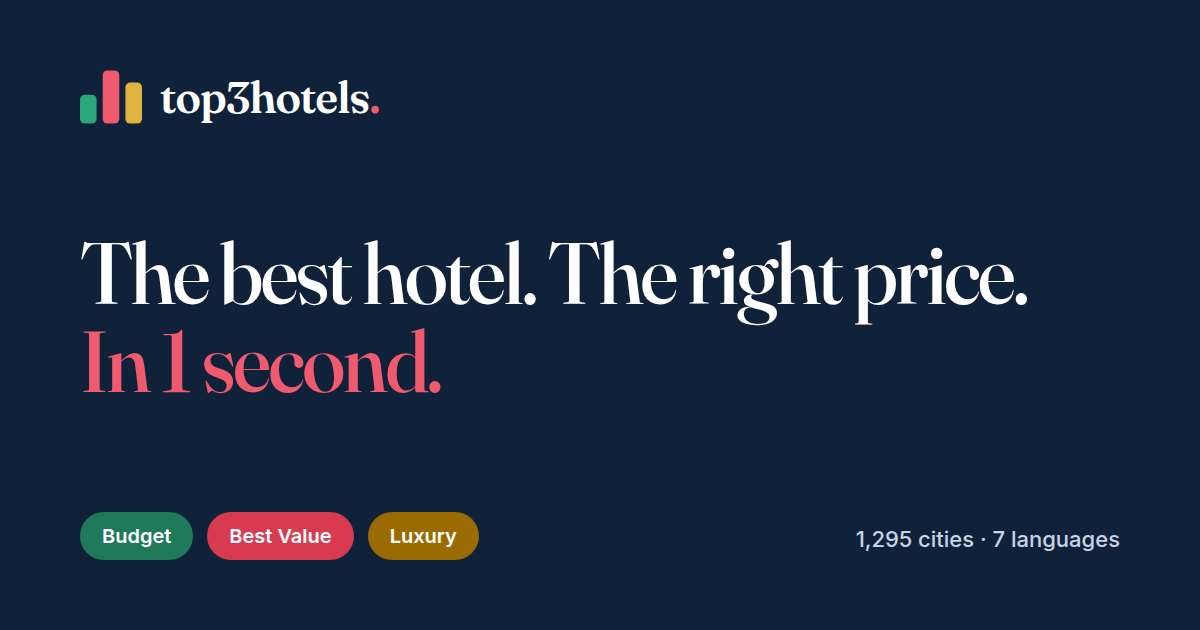 top3hotels.
The best hotel. The right price.
In 1 second.
Budget
Best Value
Luxury
1,295 cities · 7 languages